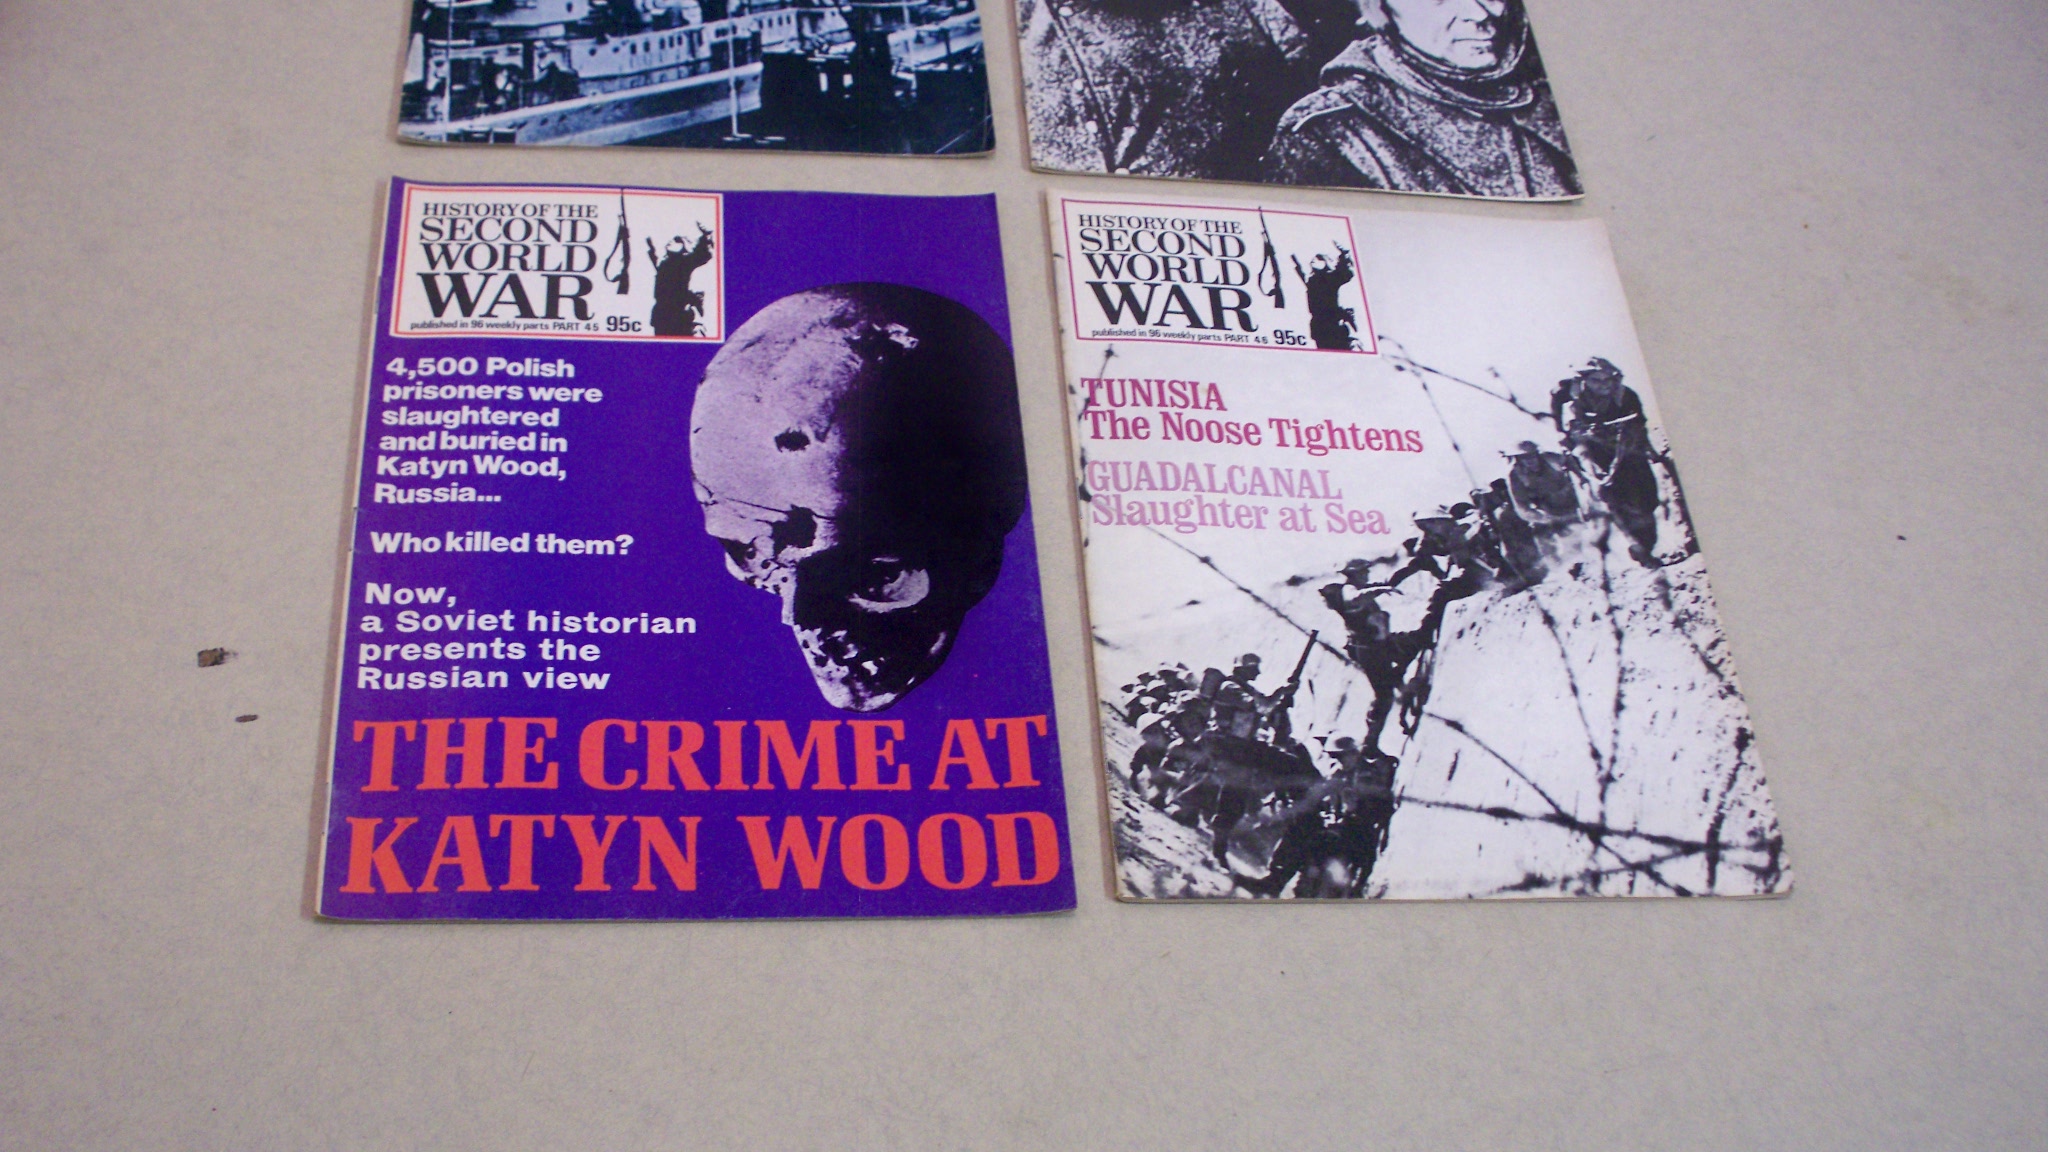 HISTORY OF THE
SECOND
WORLD
WAR
published in 96 weekly parts PART 45 95c
4,500 Polish
prisoners were
slaughtered
and buried in
Katyn Wood,
Russia...
Who killed them?
Now,
a Soviet historian
presents the
Russian view
THE CRIME AT
KATYN WOOD
HISTORY OF THE
SECOND
WORLD
WAR
published in 96 weekly parts PART 46 95c
TUNISIA
The Noose Tightens
GUADALCANAL
Slaughter at Sea